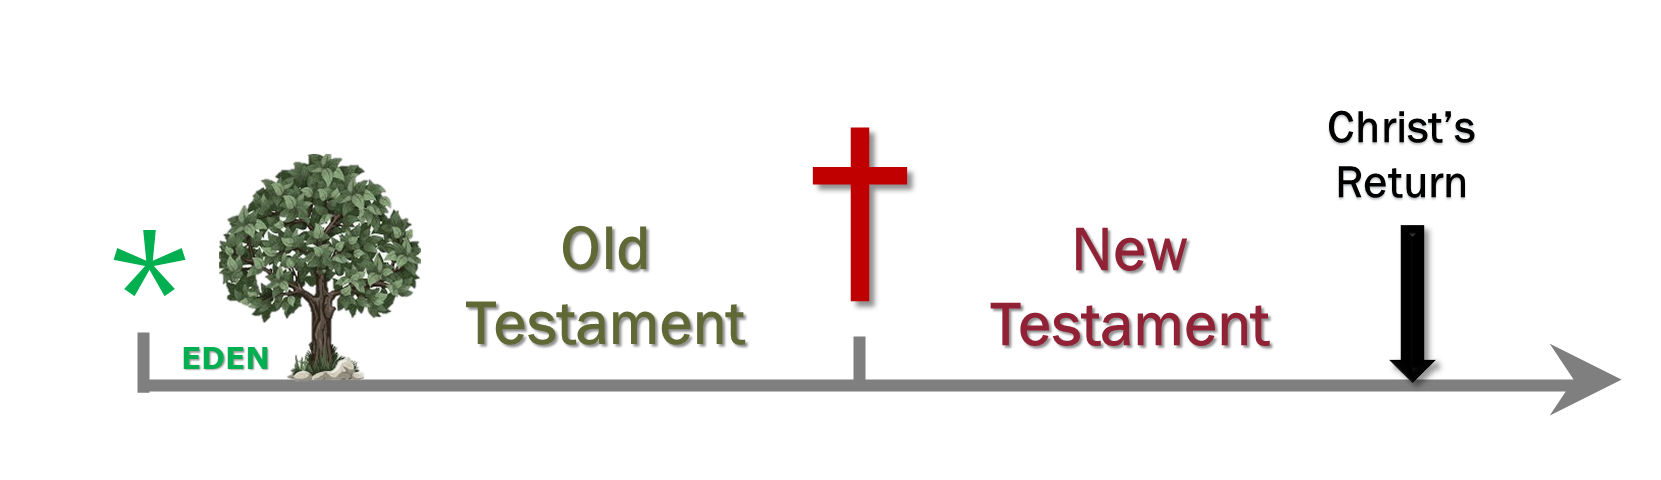 *
EDEN
Old
Testament
New
Testament
Christ’s
Return